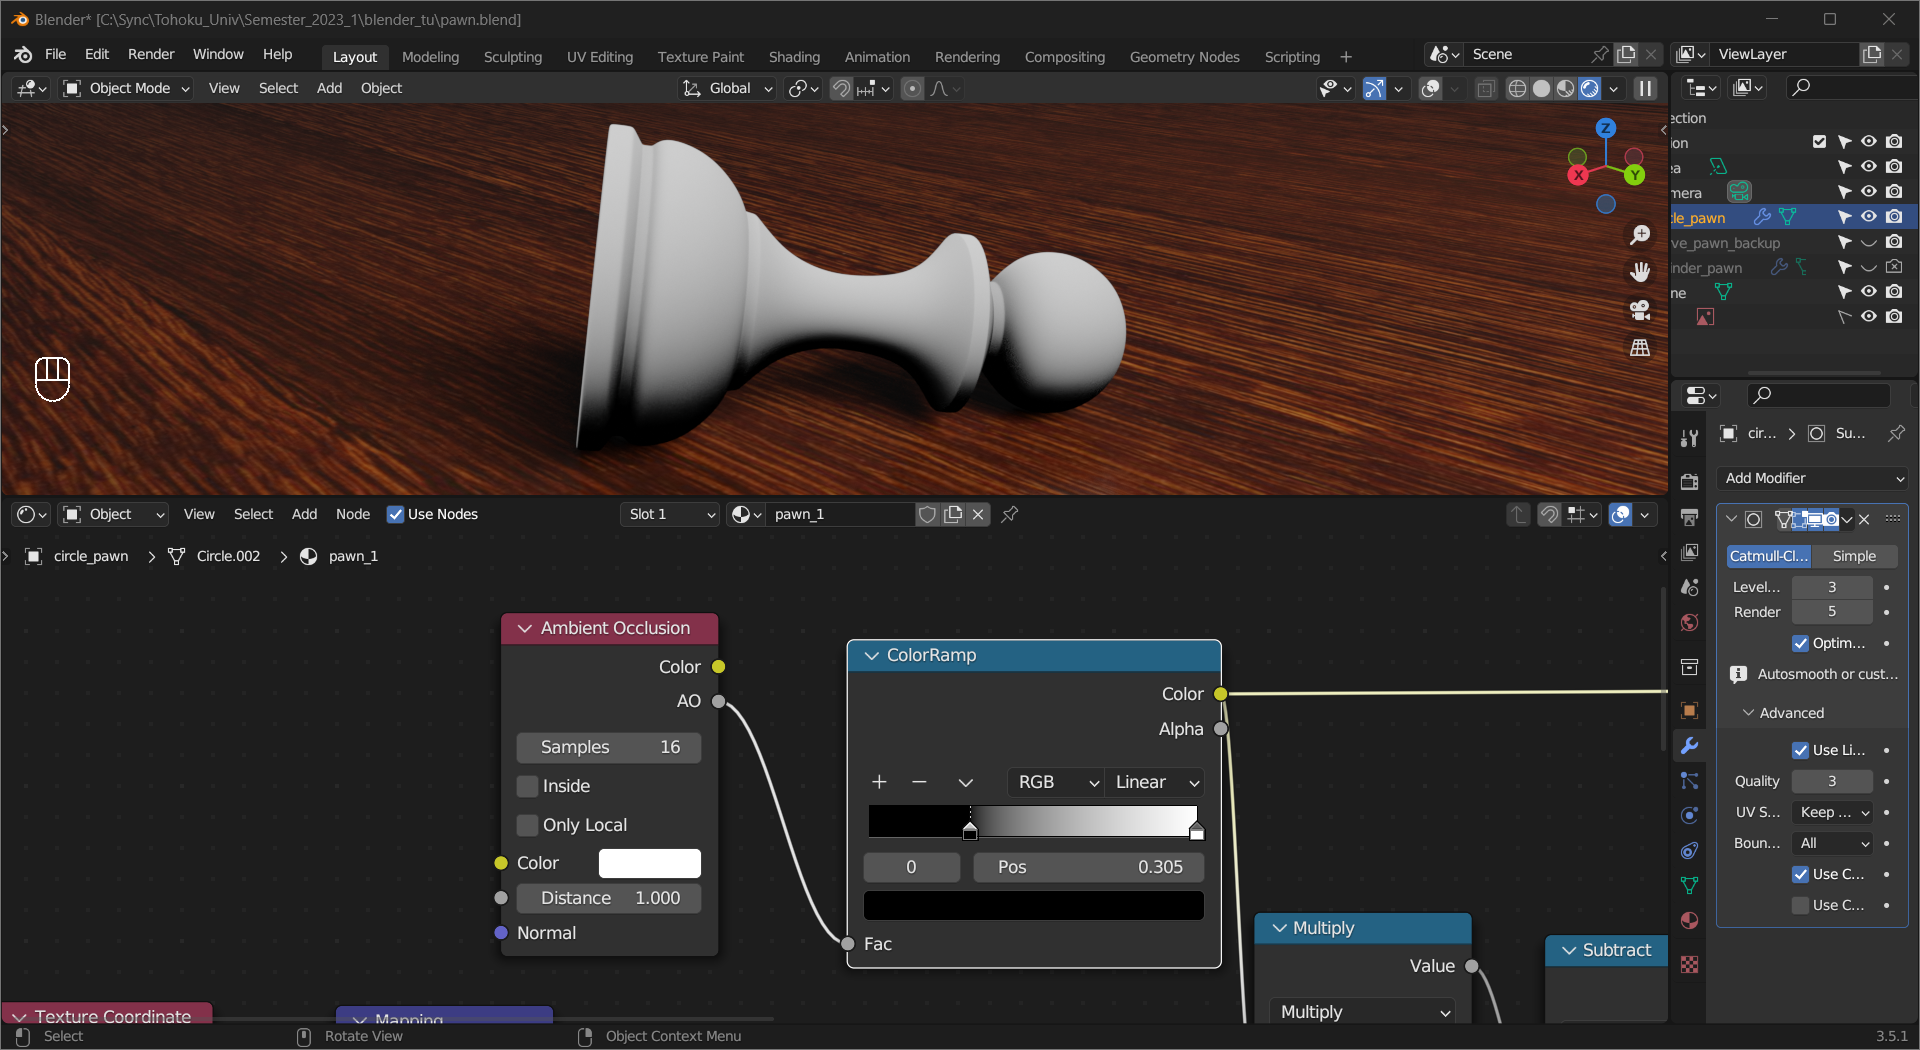 Blender* [C:\Sync\Tohoku_Univ\Semester_2023_1\blender_tu\pawn.blend]
File Edit Render Window Help Layout Modeling Sculpting UV Editing Texture Paint Shading Animation Rendering Compositing Geometry Nodes Scripting + Scene ViewLayer
Object Mode View Select Add Object Global
Z
X
Y
ection
ion
ea
mera
cle_pawn
ve_pawn_backup
inder_pawn
ne
cir... > Su...
Add Modifier
Catmull-Cl... Simple
Level... 3
Render 5
Optim...
Autosmooth or cust...
Advanced
Use Li...
Quality 3
UV S... Keep ...
Boun... All
Use C...
Use C...
Object View Select Add Node Use Nodes Slot 1 pawn_1
circle_pawn > Circle.002 > pawn_1
Ambient Occlusion
Color
AO
Samples 16
Inside
Only Local
Color
Distance 1.000
Normal
ColorRamp
Color
Alpha
RGB Linear
0 Pos 0.305
Fac
Multiply
Value
Multiply
Subtract
Texture Coordinate
Mapping
Select Rotate View Object Context Menu 3.5.1